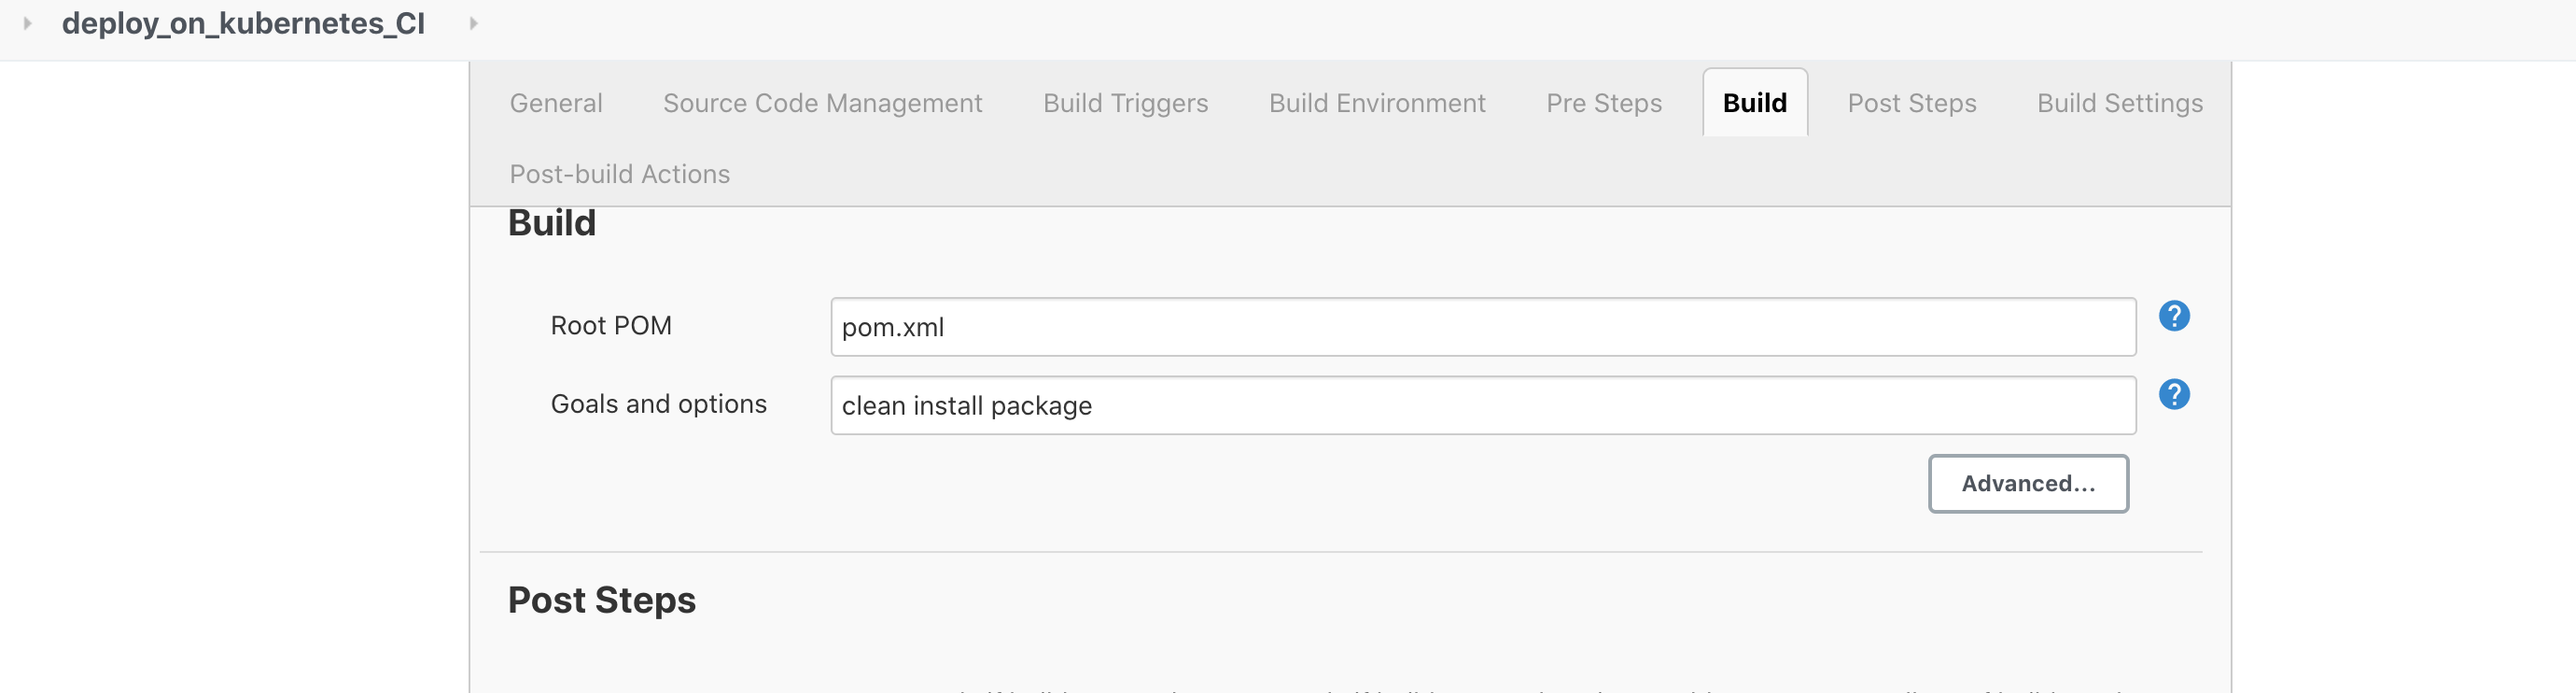 deploy_on_kubernetes_CI
General Source Code Management Build Triggers Build Environment Pre Steps Build Post Steps Build Settings
Post-build Actions
Build
Root POM pom.xml ?
Goals and options clean install package ?
Advanced...
Post Steps